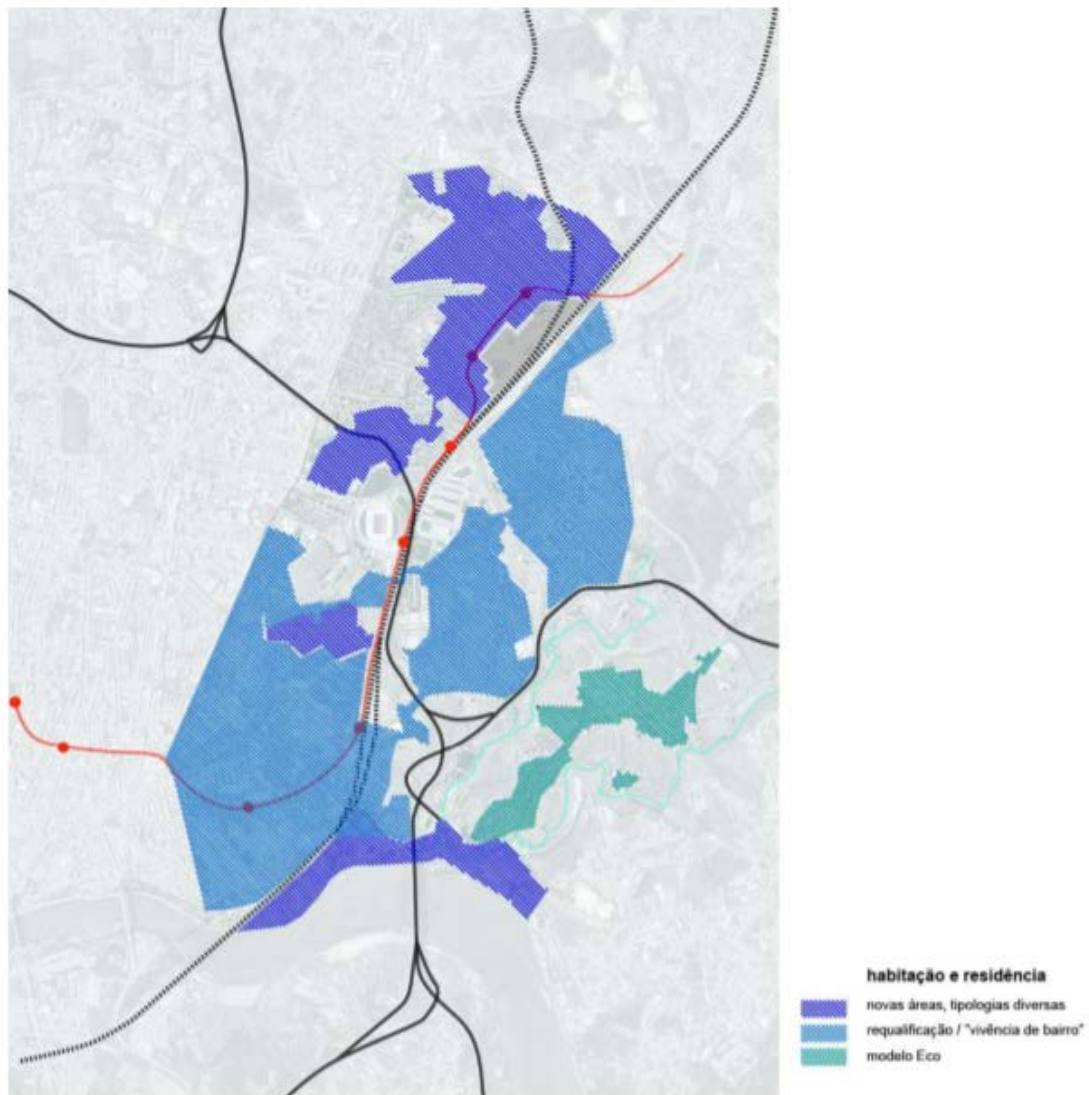 habitação e residência
novas áreas, tipologias diversas
requalificação / "vivência de bairro"
modelo Eco